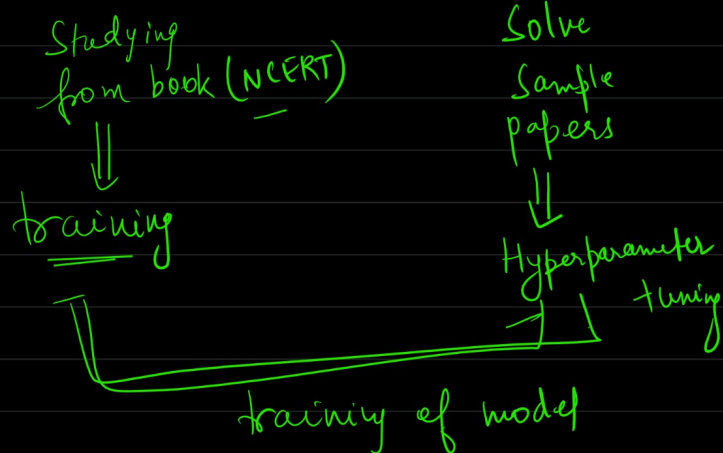 Studying
from book (NCERT)
training
Solve
Sample
papers
Hyperparameter
tuning
training of model